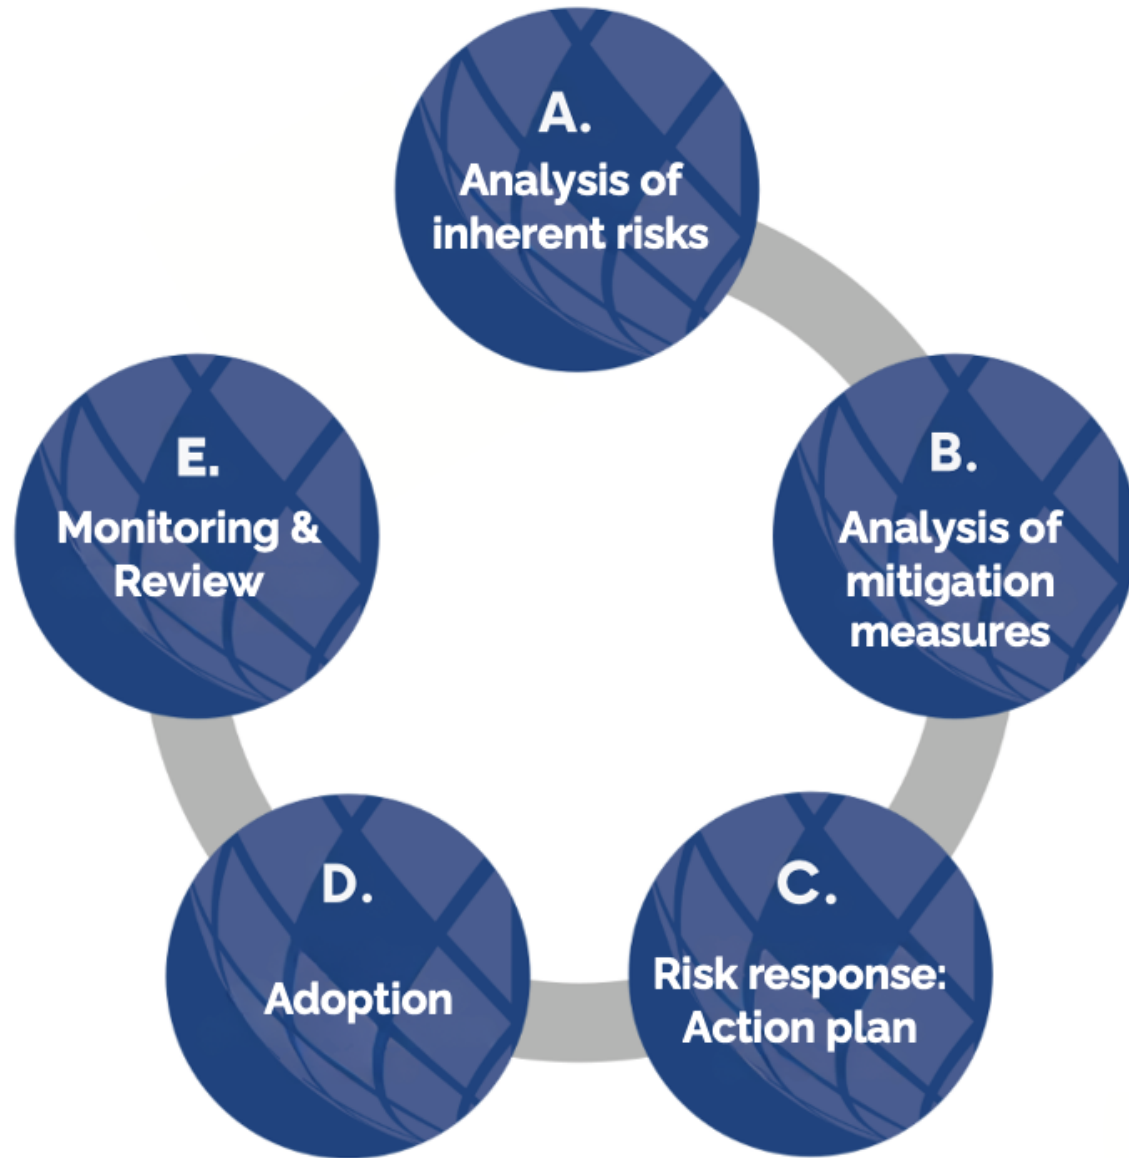 A.
Analysis of
inherent risks
B.
Analysis of
mitigation
measures
C.
Risk response:
Action plan
D.
Adoption
E.
Monitoring &
Review